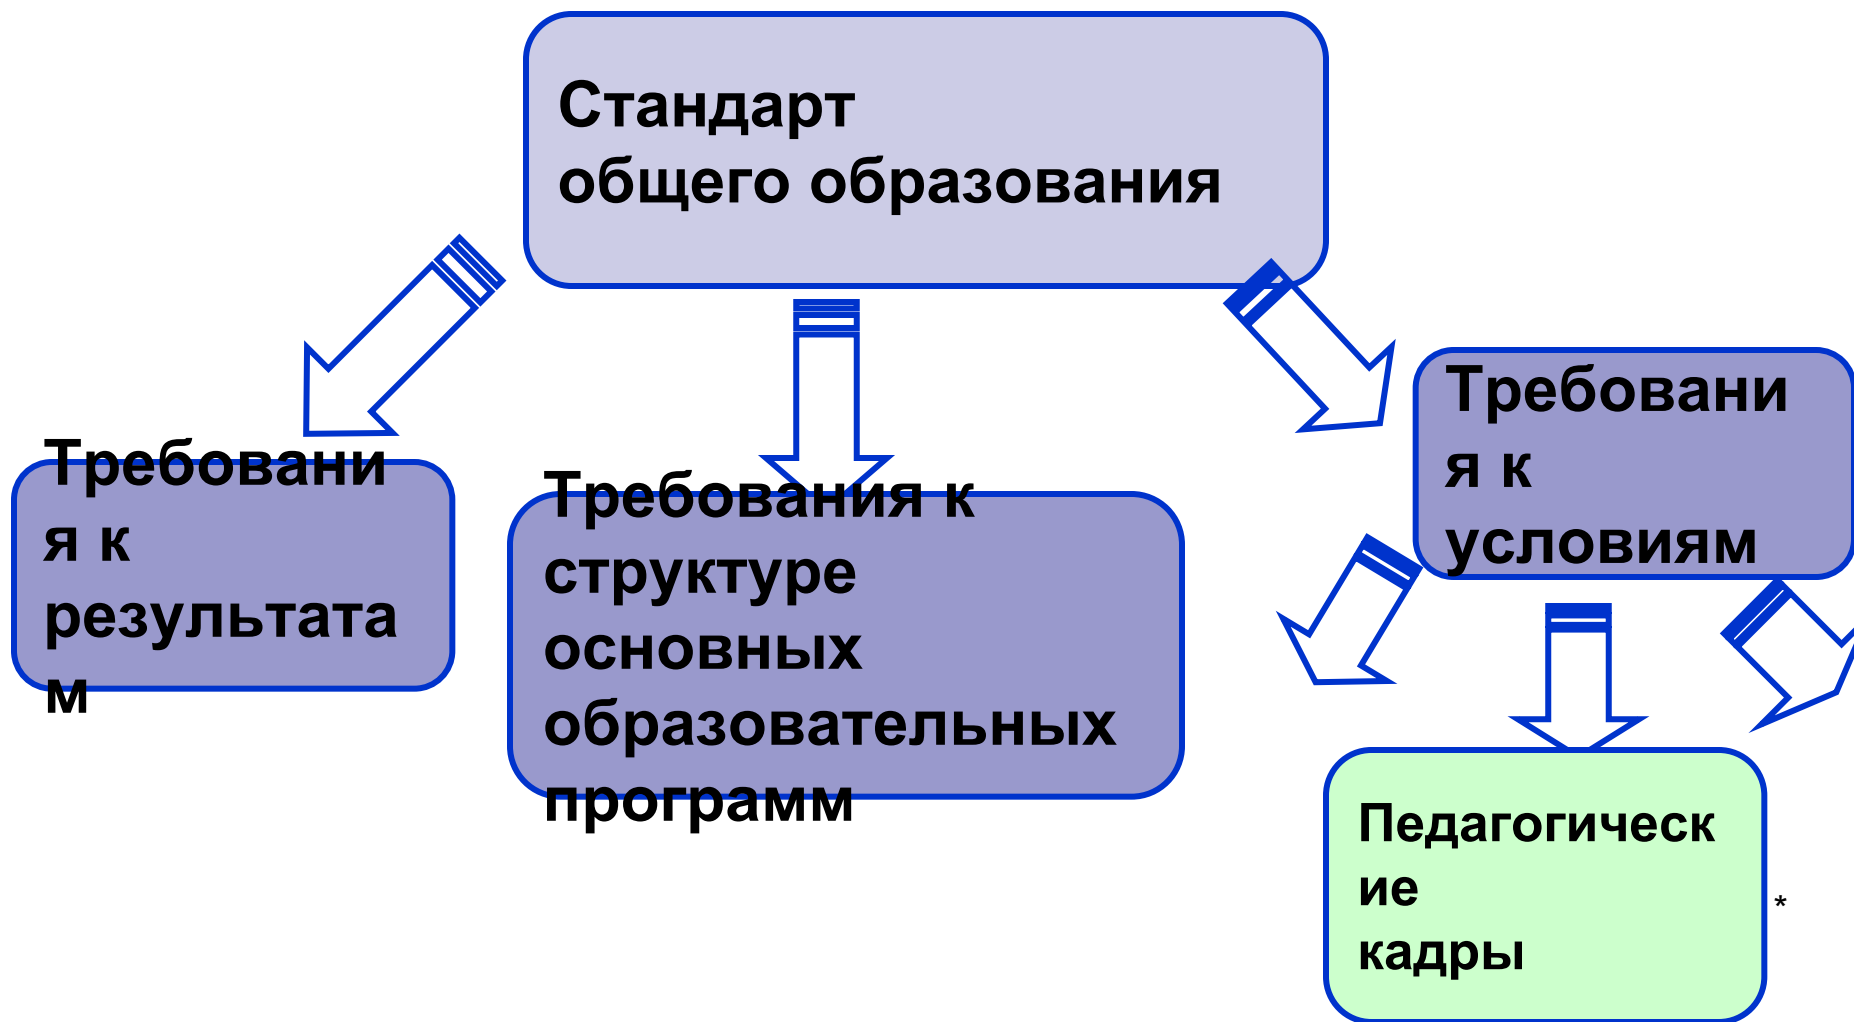 Стандарт
общего образования
Требовани
я к
результата
м
Требования к
структуре
основных
образовательных
программ
Требовани
я к
условиям
Педагогическ
ие
кадры
*